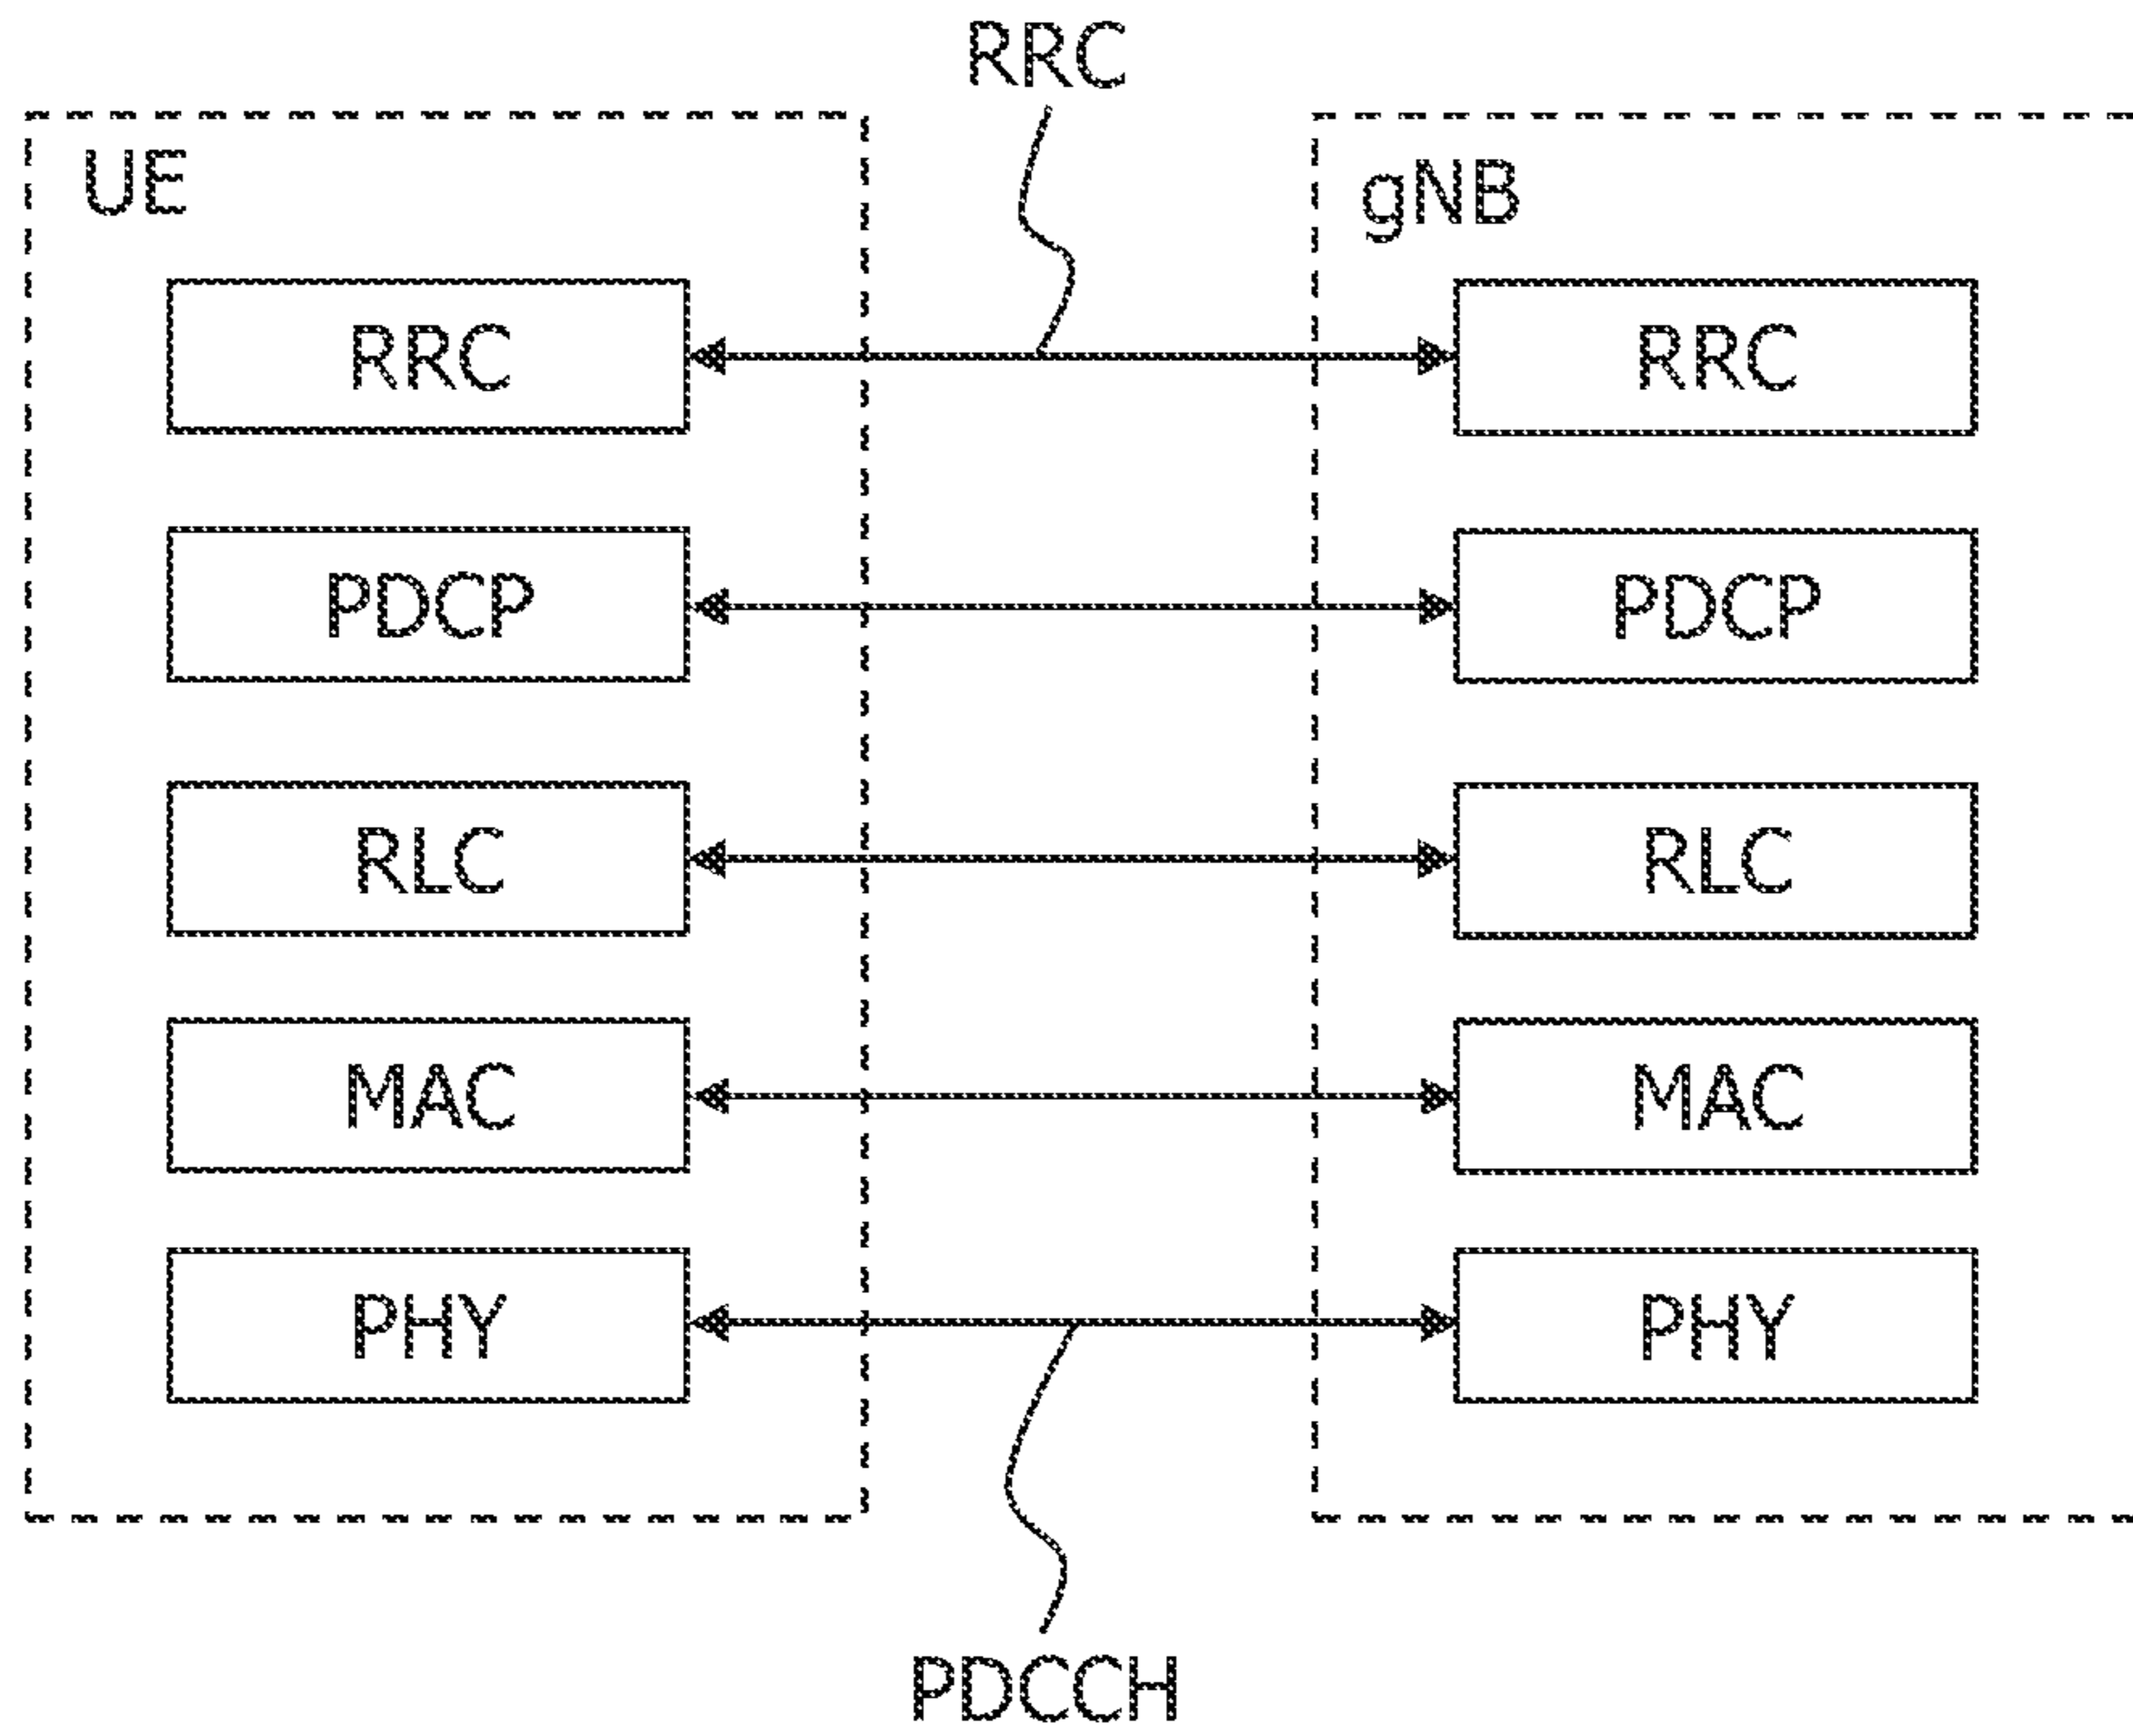 RRC
UE
gNB
RRC
RRC
PDCP
PDCP
RLC
RLC
MAC
MAC
PHY
PHY
PDCCH